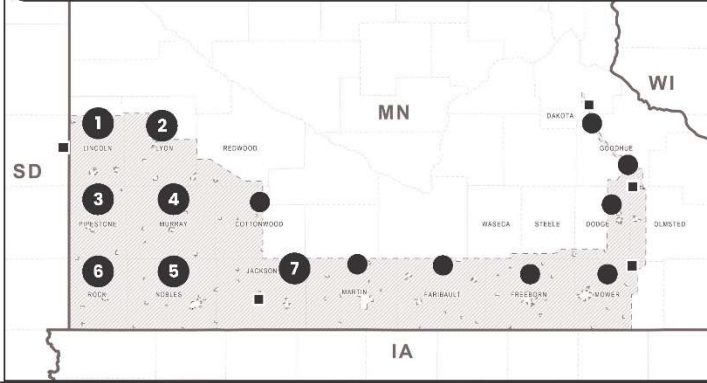 WI
MN
DAKOTA
1
2
LINCOLN
LYON
REDWOOD
GOODHUE
SD
3
4
PIPESTONE
MURRAY
COTTONWOOD
WASECA
STEELE
DODGE
OLMSTED
6
5
JACKSON
7
ROCK
NOBLES
MARTIN
FARIBAULT
FREEBORN
MOWER
IA